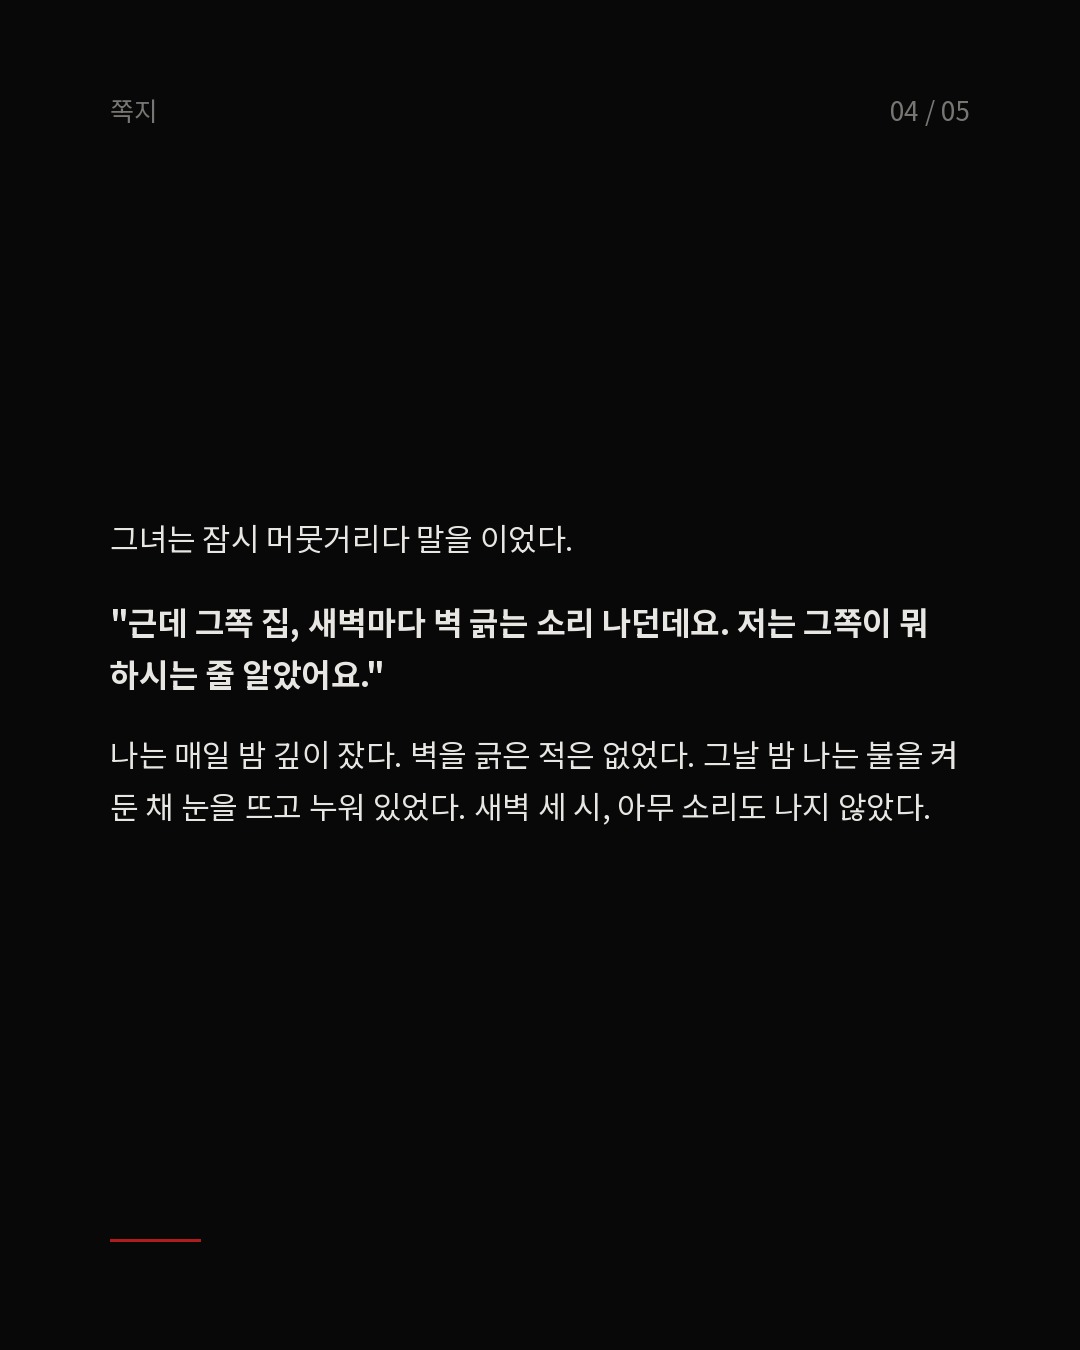 쪽지
04 / 05
그녀는 잠시 머뭇거리다 말을 이었다.
"근데 그쪽 집, 새벽마다 벽 긁는 소리 나던데요. 저는 그쪽이 뭐
하시는 줄 알았어요."
나는 매일 밤 깊이 잤다. 벽을 긁은 적은 없었다. 그날 밤 나는 불을 켜
둔 채 눈을 뜨고 누워 있었다. 새벽 세 시, 아무 소리도 나지 않았다.